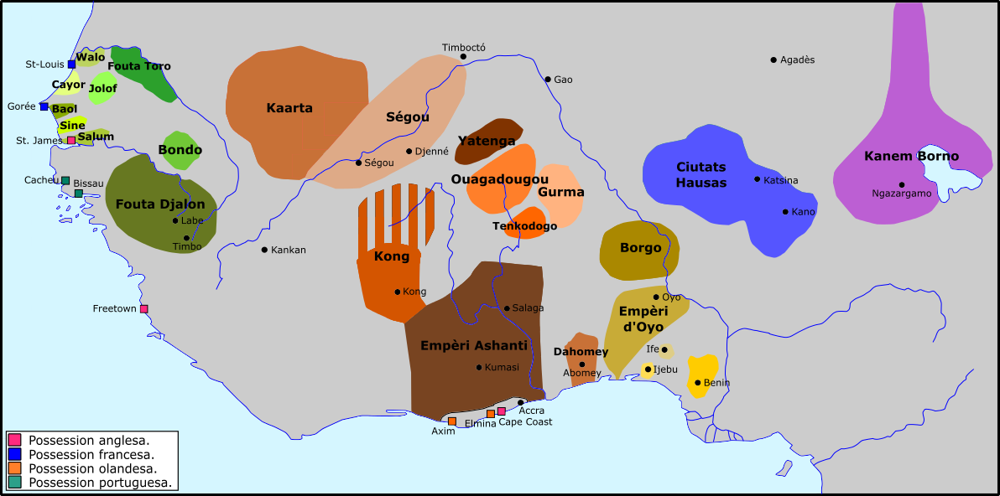 Timboctó
Walo
St-Louis
Fouta Toro
Agadès
Gao
Cayor
Jolof
Gorée
Baol
Kaarta
Ségou
Sine
Salum
St. James
Yatenga
Bondo
Djenné
Ségou
Kanem Borno
Ciutats
Hausas
Katsina
Cacheu
Bissau
Ouagadougou
Gurma
Ngazargamo
Fouta Djalon
Labe
Kano
Tenkodogo
Timbo
Kankan
Borgo
Kong
Kong
Oyo
Freetown
Salaga
Empèri
d'Oyo
Empèri Ashanti
Dahomey
Ife
Kumasi
Abomey
Ijebu
Benin
Accra
Elmina
Cape Coast
Axim
Possession anglesa.
Possession francesa.
Possession olandesa.
Possession portuguesa.